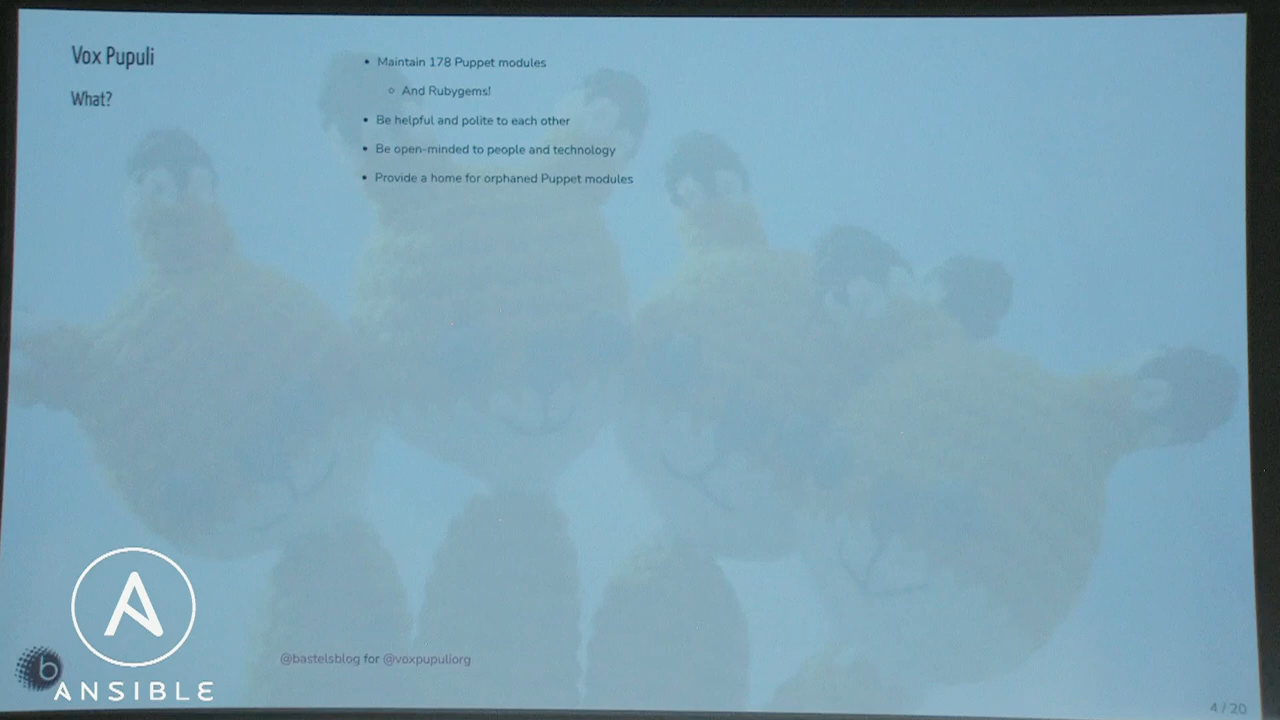 Vox Pupuli
What?
Maintain 178 Puppet modules
And Rubygems!
Be helpful and polite to each other
Be open-minded to people and technology
Provide a home for orphaned Puppet modules
@bastelsblog for @voxpupuliorg
b
ANSIBLE
4 / 20